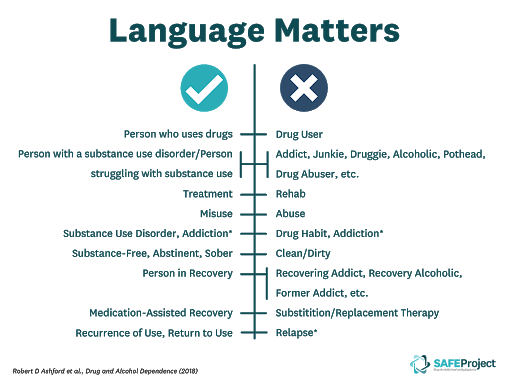 Language Matters
Person who uses drugs
Drug User
Person with a substance use disorder/Person
struggling with substance use
Addict, Junkie, Druggie, Alcoholic, Pothead,
Drug Abuser, etc.
Treatment
Rehab
Misuse
Abuse
Substance Use Disorder, Addiction*
Drug Habit, Addiction*
Substance-Free, Abstinent, Sober
Clean/Dirty
Person in Recovery
Recovering Addict, Recovery Alcoholic,
Former Addict, etc.
Medication-Assisted Recovery
Substitition/Replacement Therapy
Recurrence of Use, Return to Use
Relapse*
Robert D Ashford et al., Drug and Alcohol Dependence (2018)
SAFEProject